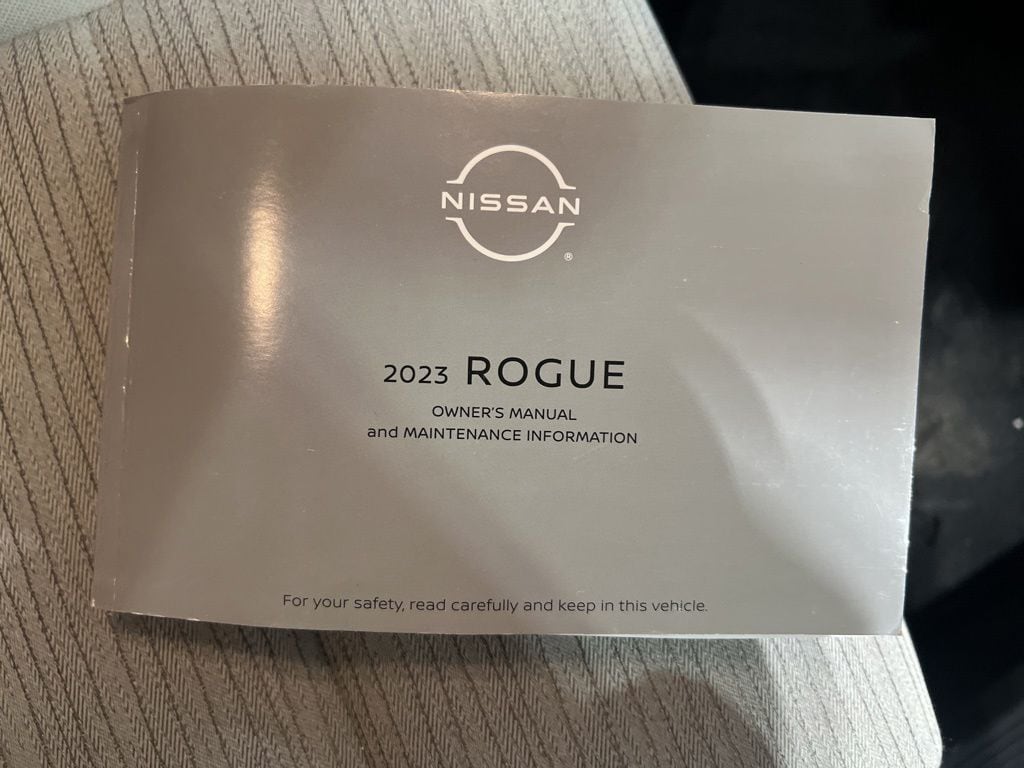 NISSAN
®
2023 ROGUE
OWNER'S MANUAL
and MAINTENANCE INFORMATION
For your safety, read carefully and keep in this vehicle.